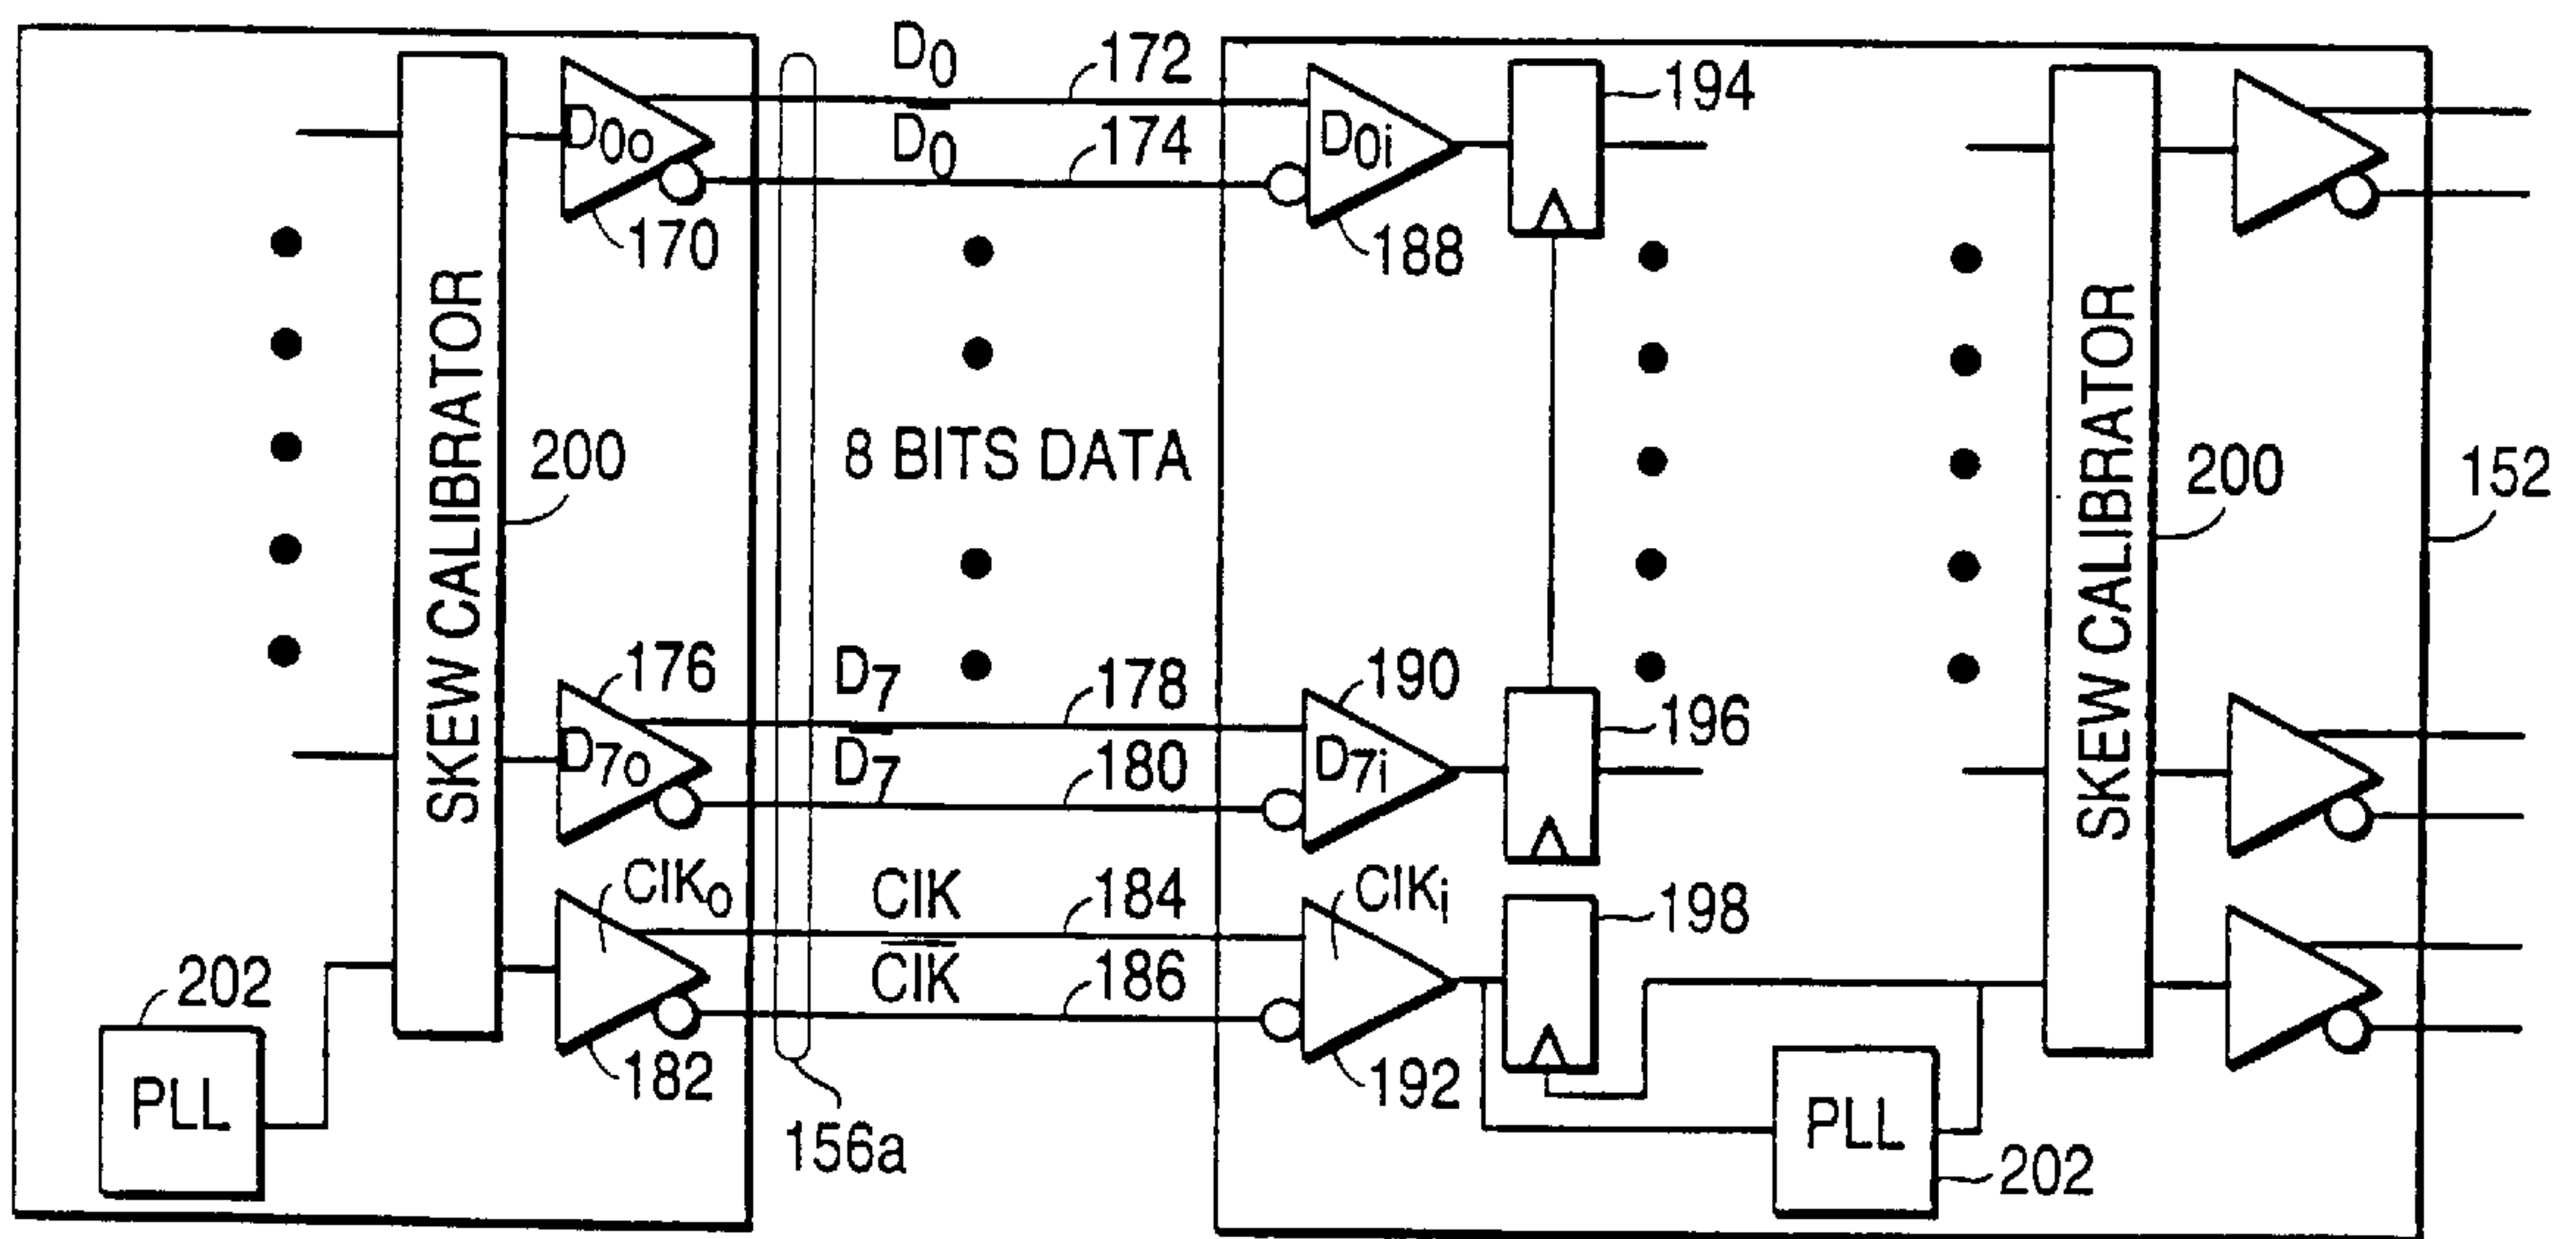 D0
172
D0
174
D0o
170
D0i
188
194
SKEW CALIBRATOR
200
8 BITS DATA
SKEW CALIBRATOR
200
152
176
D7
178
D7
180
D7o
190
D7i
196
ClKo
ClK
184
ClK
186
182
ClKi
198
192
202
PLL
156a
PLL
202